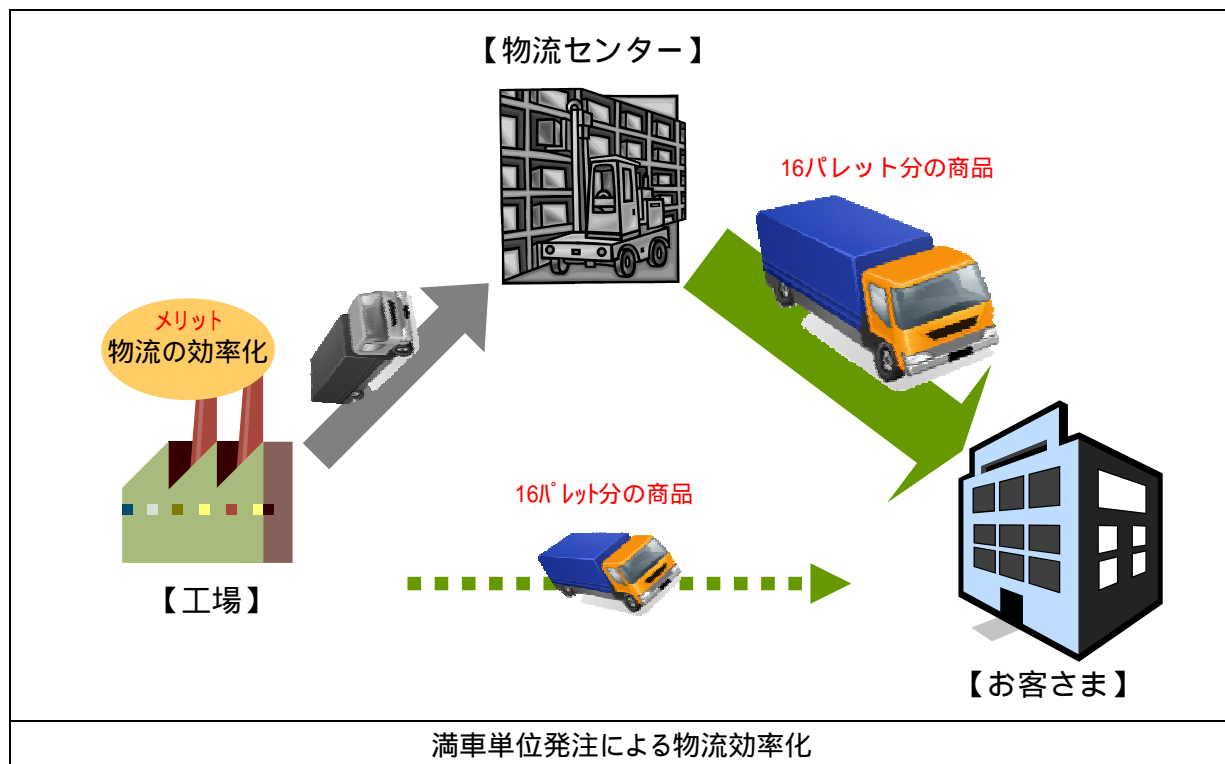 【物流センター】
16パレット分の商品
メリット
物流の効率化
16パレット分の商品
【工場】
【お客さま】
満車単位発注による物流効率化